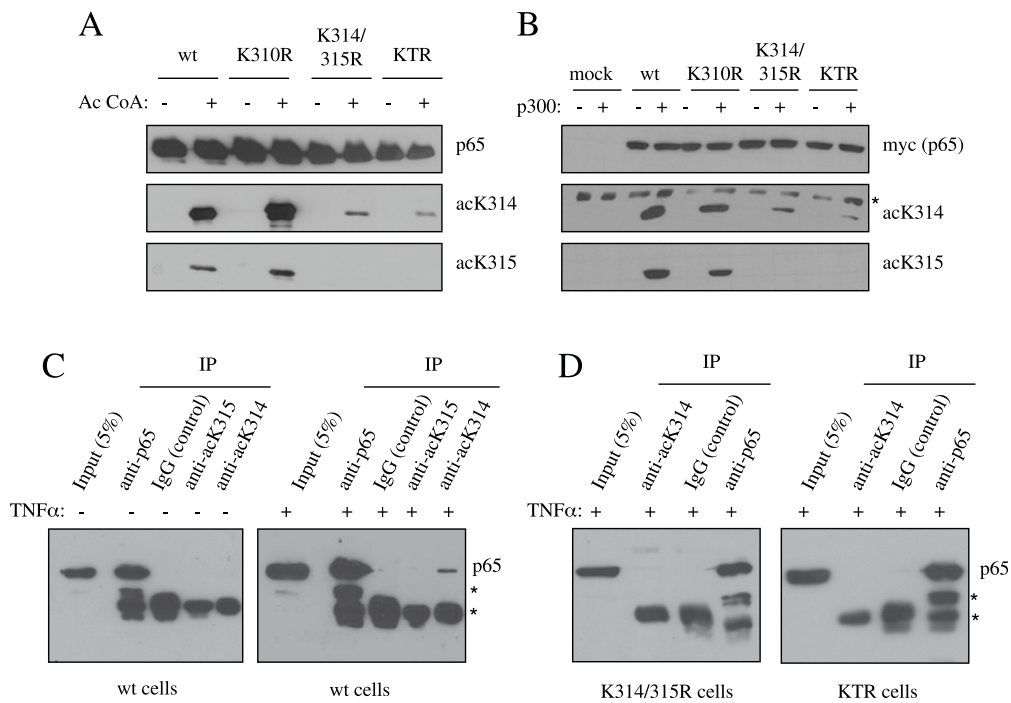 A
B
wt K310R K314/ 315R KTR
mock wt K310R K314/ 315R KTR
Ac CoA: - + - + - + - +
p300: - + - + - + - + - +
p65
acK314
acK315
myc (p65)
*
acK314
acK315
C
D
IP
IP
IP
IP
Input (5%) anti-p65 IgG (control) anti-acK315 anti-acK314
Input (5%) anti-p65 IgG (control) anti-acK315 anti-acK314
Input (5%) anti-acK314 IgG (control) anti-p65
Input (5%) anti-acK314 IgG (control) anti-p65
TNFα: - - - - - + + + + +
TNFα: + + + + + + + +
p65
*
*
p65
*
*
wt cells
wt cells
K314/315R cells
KTR cells